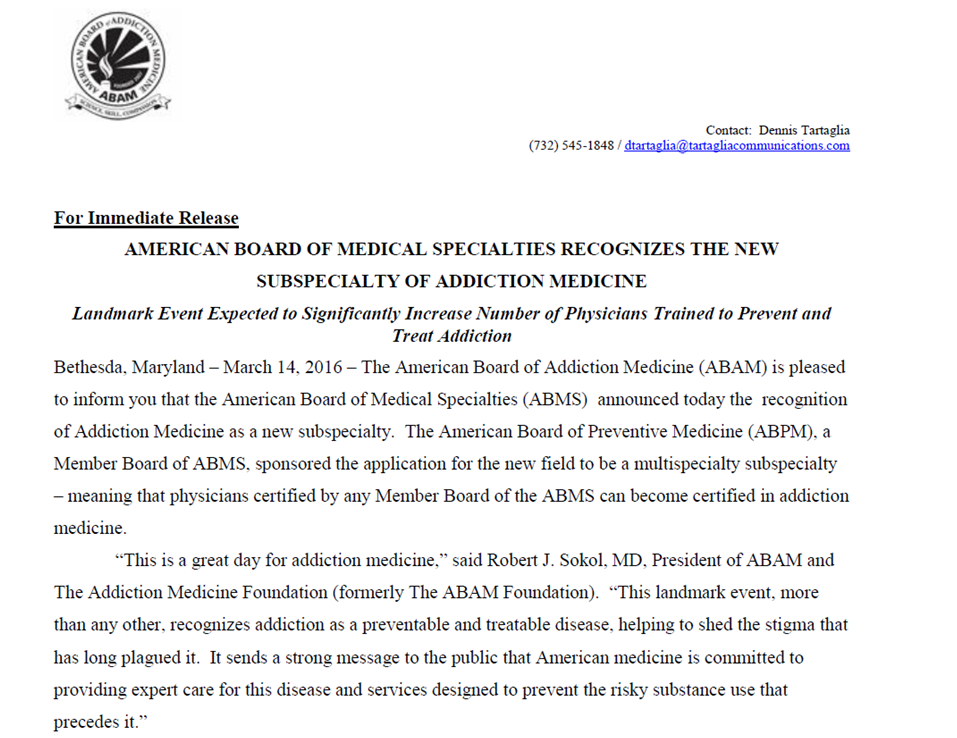 AMERICAN BOARD of ADDICTION MEDICINE
FOUNDED 2007
ABAM
SCIENCE, SKILL, COMPASSION
Contact: Dennis Tartaglia
(732) 545-1848 / dtartaglia@tartagliacommunications.com
For Immediate Release
AMERICAN BOARD OF MEDICAL SPECIALTIES RECOGNIZES THE NEW
SUBSPECIALTY OF ADDICTION MEDICINE
Landmark Event Expected to Significantly Increase Number of Physicians Trained to Prevent and
Treat Addiction
Bethesda, Maryland – March 14, 2016 – The American Board of Addiction Medicine (ABAM) is pleased
to inform you that the American Board of Medical Specialties (ABMS)  announced today the  recognition
of Addiction Medicine as a new subspecialty.  The American Board of Preventive Medicine (ABPM), a
Member Board of ABMS, sponsored the application for the new field to be a multispecialty subspecialty
– meaning that physicians certified by any Member Board of the ABMS can become certified in addiction
medicine.
“This is a great day for addiction medicine,” said Robert J. Sokol, MD, President of ABAM and
The Addiction Medicine Foundation (formerly The ABAM Foundation).  “This landmark event, more
than any other, recognizes addiction as a preventable and treatable disease, helping to shed the stigma that
has long plagued it.  It sends a strong message to the public that American medicine is committed to
providing expert care for this disease and services designed to prevent the risky substance use that
precedes it.”